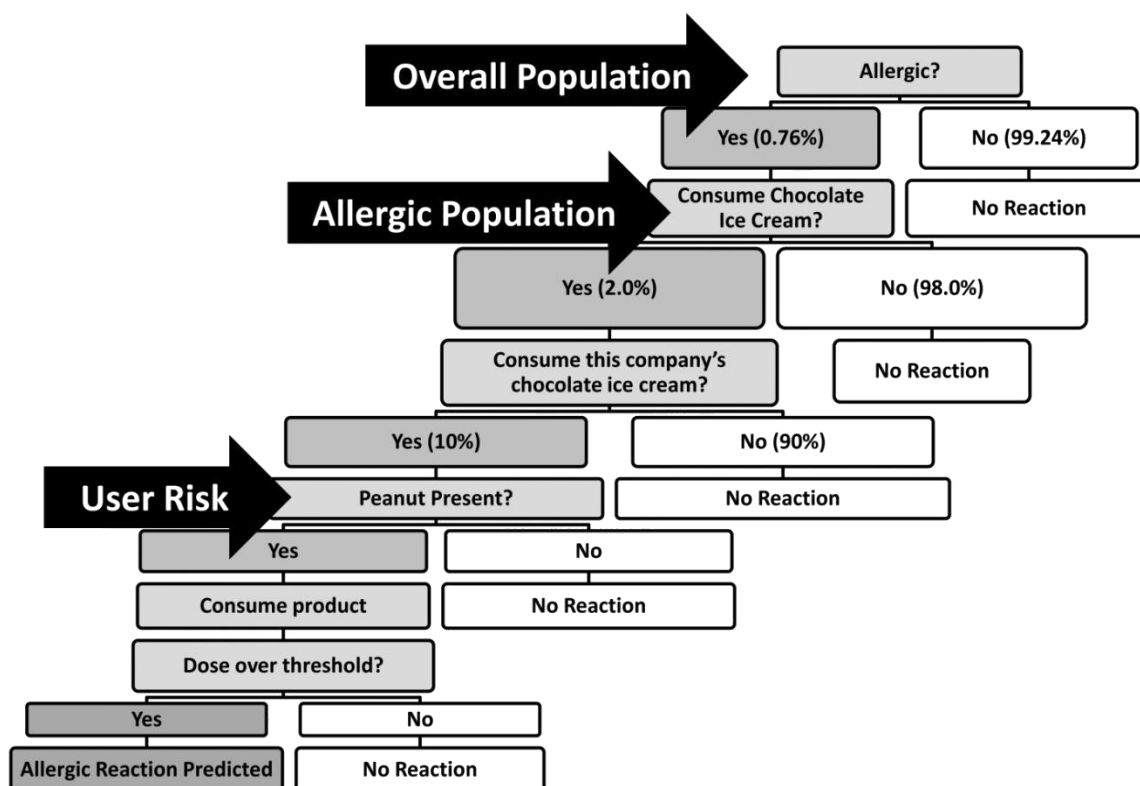 Overall Population
Allergic?
Yes (0.76%)
No (99.24%)
Allergic Population
Consume Chocolate
Ice Cream?
No Reaction
Yes (2.0%)
No (98.0%)
Consume this company’s
chocolate ice cream?
No Reaction
Yes (10%)
No (90%)
User Risk
Peanut Present?
No Reaction
Yes
No
Consume product
No Reaction
Dose over threshold?
Yes
No
Allergic Reaction Predicted
No Reaction